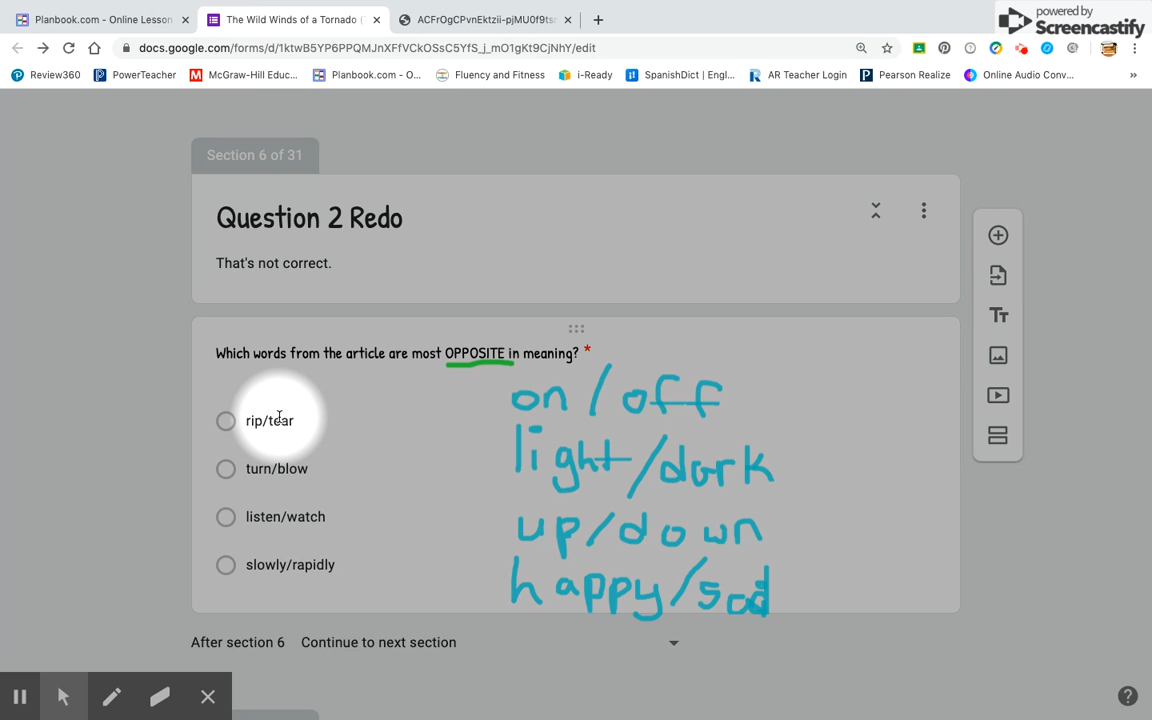 Planbook.com - Online Lesson
The Wild Winds of a Tornado (
ACFrOgCPvnEktzii-pjMU0f9ts
powered by
Screencastify
docs.google.com/forms/d/1ktwB5YP6PPQMJnXFfVCkOSsC5YfS_j_mO1gKt9CjNhY/edit
Review360
PowerTeacher
McGraw-Hill Educ...
Planbook.com - O...
Fluency and Fitness
i-Ready
SpanishDict | Engl...
AR Teacher Login
Pearson Realize
Online Audio Conv...
Section 6 of 31
Question 2 Redo
That's not correct.
Which words from the article are most OPPOSITE in meaning? *
on/off
rip/tear
light/dark
turn/blow
listen/watch
up/down
slowly/rapidly
happy/sad
After section 6 Continue to next section